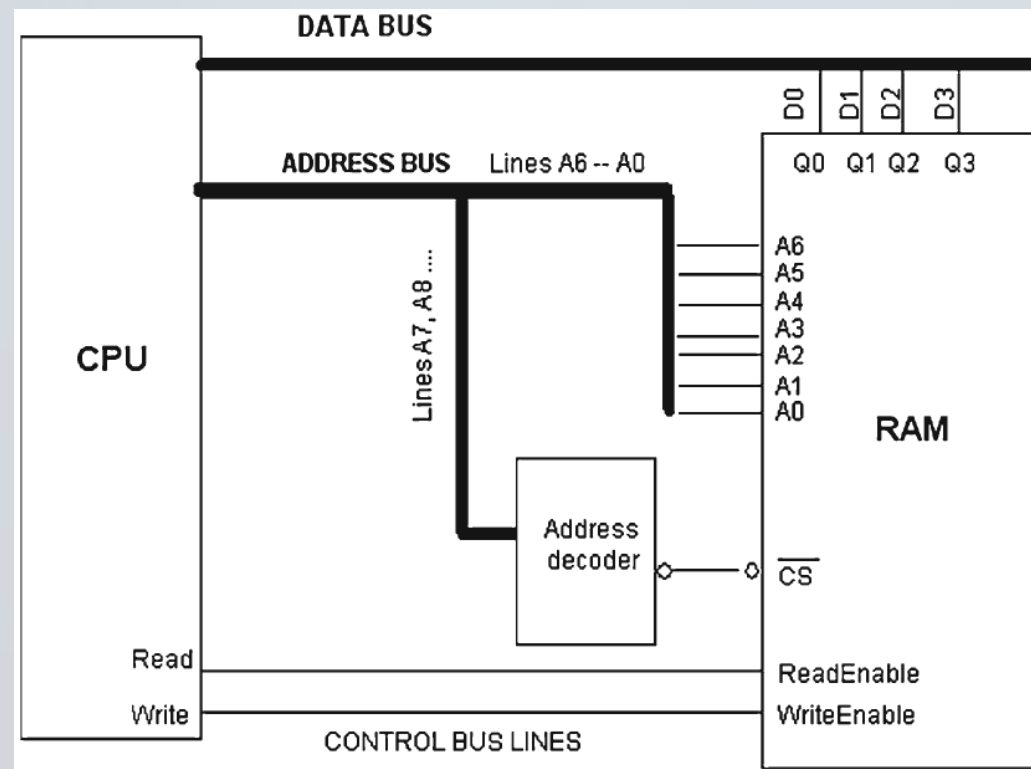 DATA BUS
D0 D1 D2 D3
Q0 Q1 Q2 Q3
ADDRESS BUS Lines A6 -- A0
A6
A5
A4
A3
A2
A1
A0
Lines A7, A8 ....
CPU
RAM
Address
decoder
CS
Read
ReadEnable
Write
WriteEnable
CONTROL BUS LINES